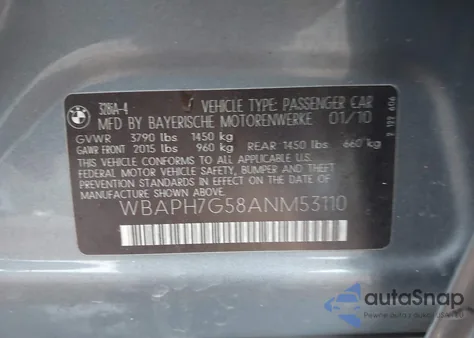 BMW
VEHICLE TYPE: PASSENGER CAR
MFD BY BAYERISCHE MOTORENWERKE 01/10
GVWR 3790 lbs 1450 kg
GAWR FRONT 2015 lbs 960 kg REAR 1450 lbs 660 kg
THIS VEHICLE CONFORMS TO ALL APPLICABLE U.S.
FEDERAL MOTOR VEHICLE SAFETY, BUMPER AND THEFT
PREVENTION STANDARDS IN EFFECT ON THE DATE OF
MANUFACTURE SHOWN ABOVE.
WBAPH7G58ANM53110
autoSnap